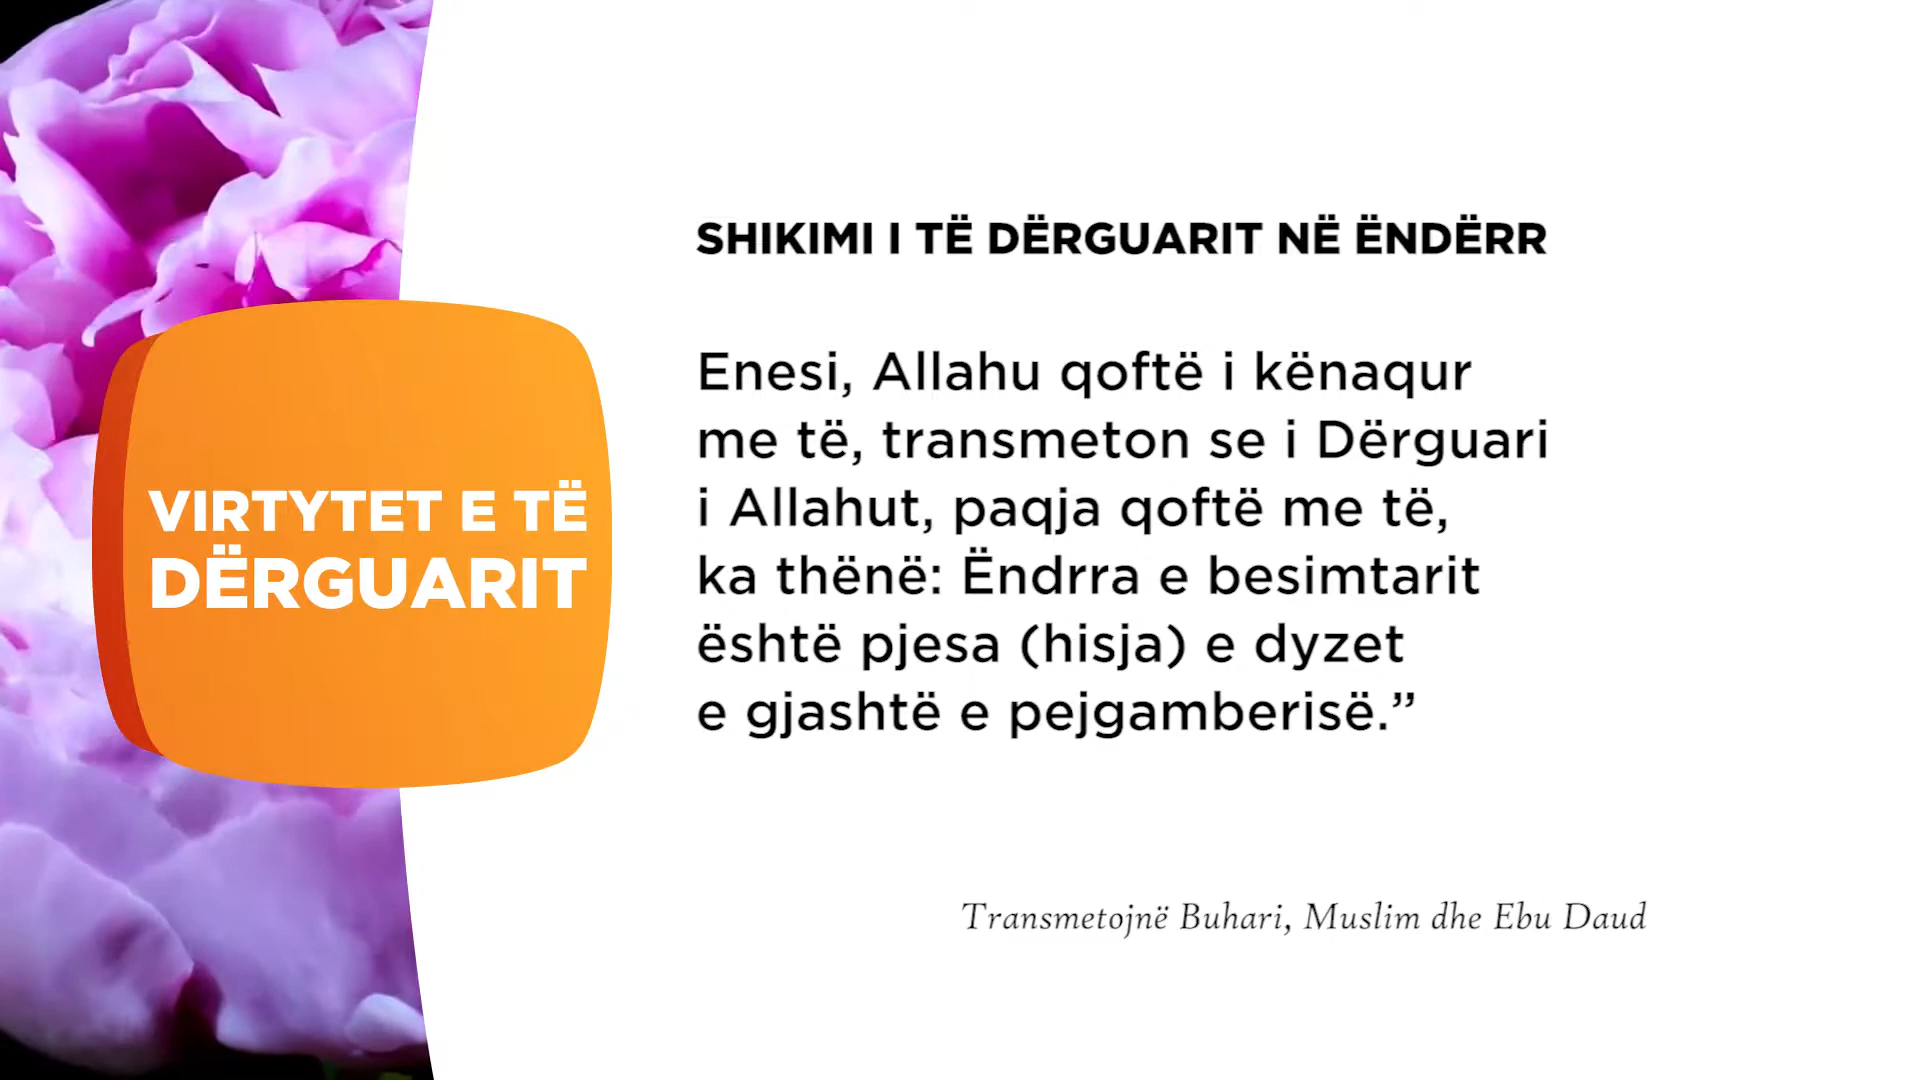 VIRTYTET E TË
DËRGUARIT
SHIKIMI I TË DËRGUARIT NË ËNDËRR
Enesi, Allahu qoftë i kënaqur
me të, transmeton se i Dërguari
i Allahut, paqja qoftë me të,
ka thënë: Ëndrra e besimtarit
është pjesa (hisja) e dyzet
e gjashtë e pejgamberisë.”
Transmetojnë Buhari, Muslim dhe Ebu Daud